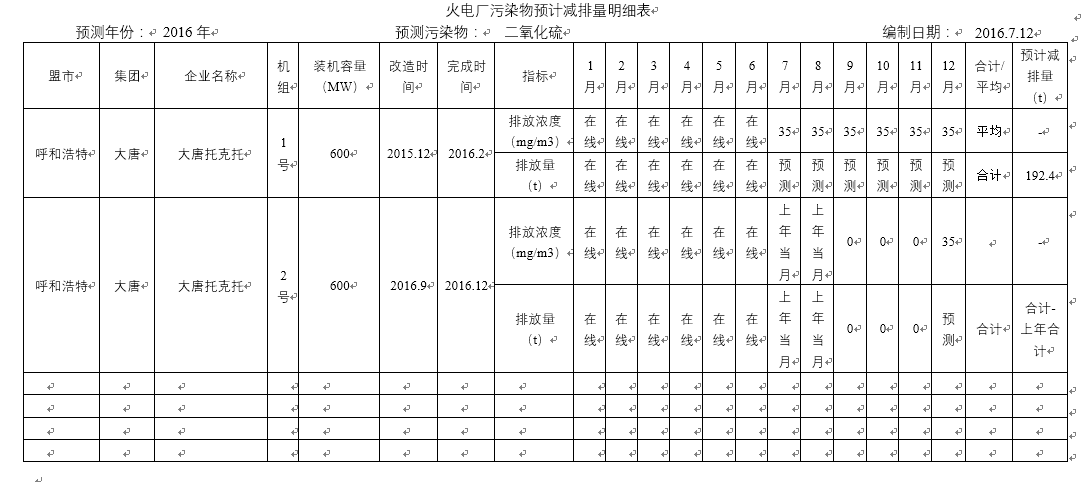 火电厂污染物预计减排量明细表
预测年份： 2016 年 预测污染物： 二氧化硫 编制日期： 2016.7.12
盟市 集团 企业名称 机组 装机容量（MW） 改造时间 完成时间 指标 1月 2月 3月 4月 5月 6月 7月 8月 9月 10月 11月 12月 合计/平均 预计减排量（t）
呼和浩特 大唐 大唐托克托 1号 600 2015.12 2016.2 排放浓度（mg/m3） 在线 在线 在线 在线 在线 在线 35 35 35 35 35 35 平均 -
排放量（t） 在线 在线 在线 在线 在线 在线 预测 预测 预测 预测 预测 预测 合计 192.4
呼和浩特 大唐 大唐托克托 2号 600 2016.9 2016.12 排放浓度（mg/m3） 在线 在线 在线 在线 在线 在线 上年当月 上年当月 0 0 0 35 -
排放量（t） 在线 在线 在线 在线 在线 在线 上年当月 上年当月 0 0 0 预测 合计 合计-上年合计